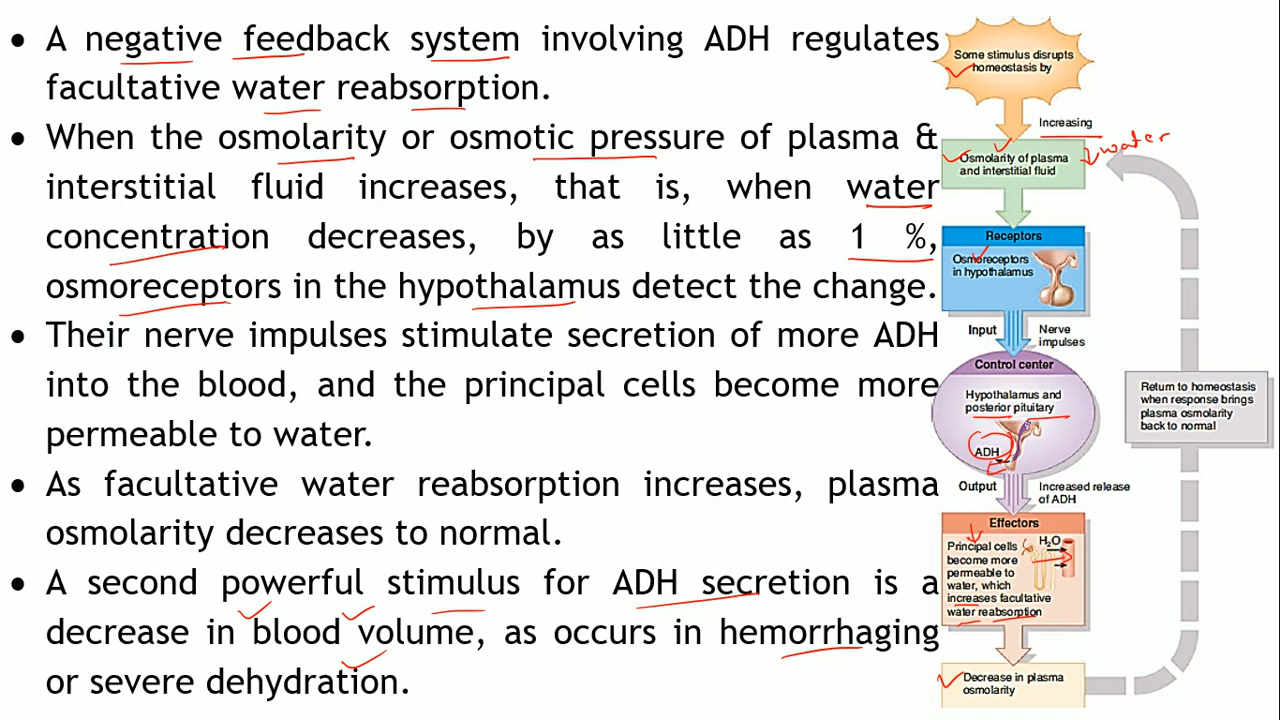 • A negative feedback system involving ADH regulates
facultative water reabsorption.
• When the osmolarity or osmotic pressure of plasma &
interstitial fluid increases, that is, when water
concentration decreases, by as little as 1 %,
osmoreceptors in the hypothalamus detect the change.
• Their nerve impulses stimulate secretion of more ADH
into the blood, and the principal cells become more
permeable to water.
• As facultative water reabsorption increases, plasma
osmolarity decreases to normal.
• A second powerful stimulus for ADH secretion is a
decrease in blood volume, as occurs in hemorrhaging
or severe dehydration.
Some stimulus disrupts
homeostasis by
Increasing
Osmolarity of plasma
and interstitial fluid
↓ water
Receptors
Osmoreceptors
in hypothalamus
Input
Nerve
impulses
Control center
Hypothalamus and
posterior pituitary
ADH
Output
Increased release
of ADH
Effectors
Principal cells
become more
permeable to
water, which
increases facultative
water reabsorption
H₂O
Decrease in plasma
osmolarity
Return to homeostasis
when response brings
plasma osmolarity
back to normal